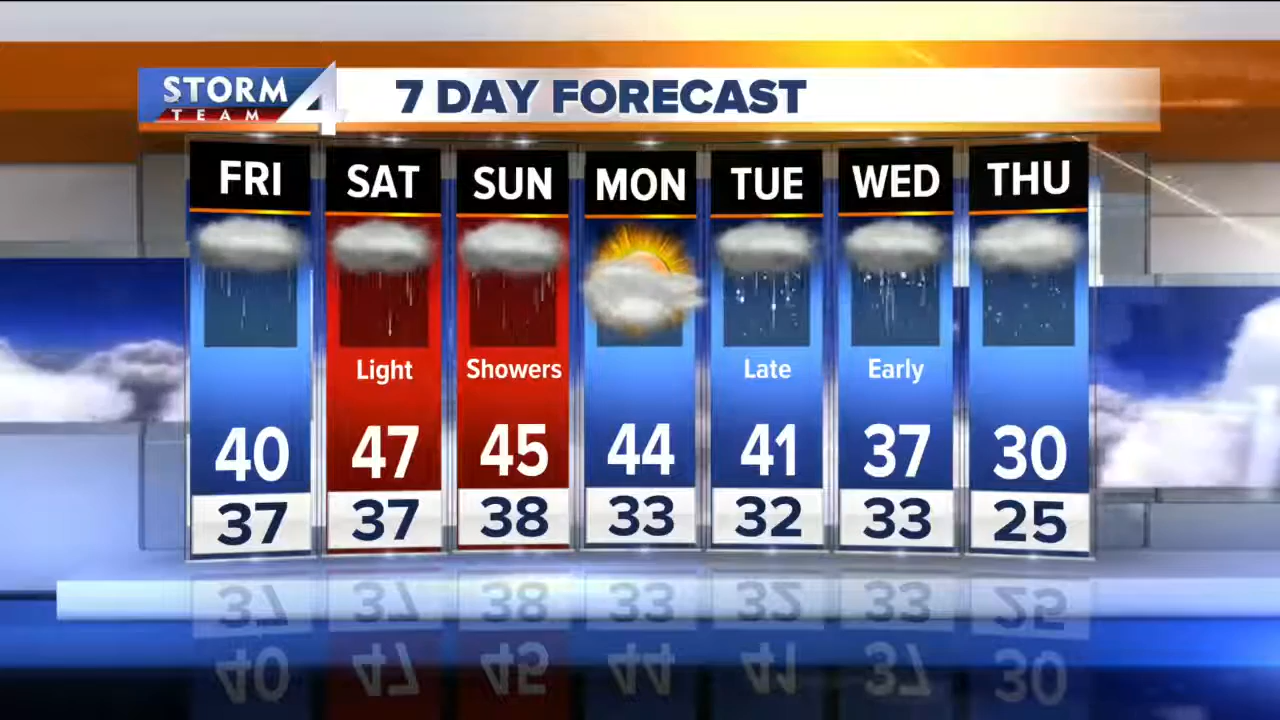 STORM
TEAM
4
7 DAY FORECAST
FRI SAT SUN MON TUE WED THU
Light Showers Late Early
40 47 45 44 41 37 30
37 37 38 33 32 33 25